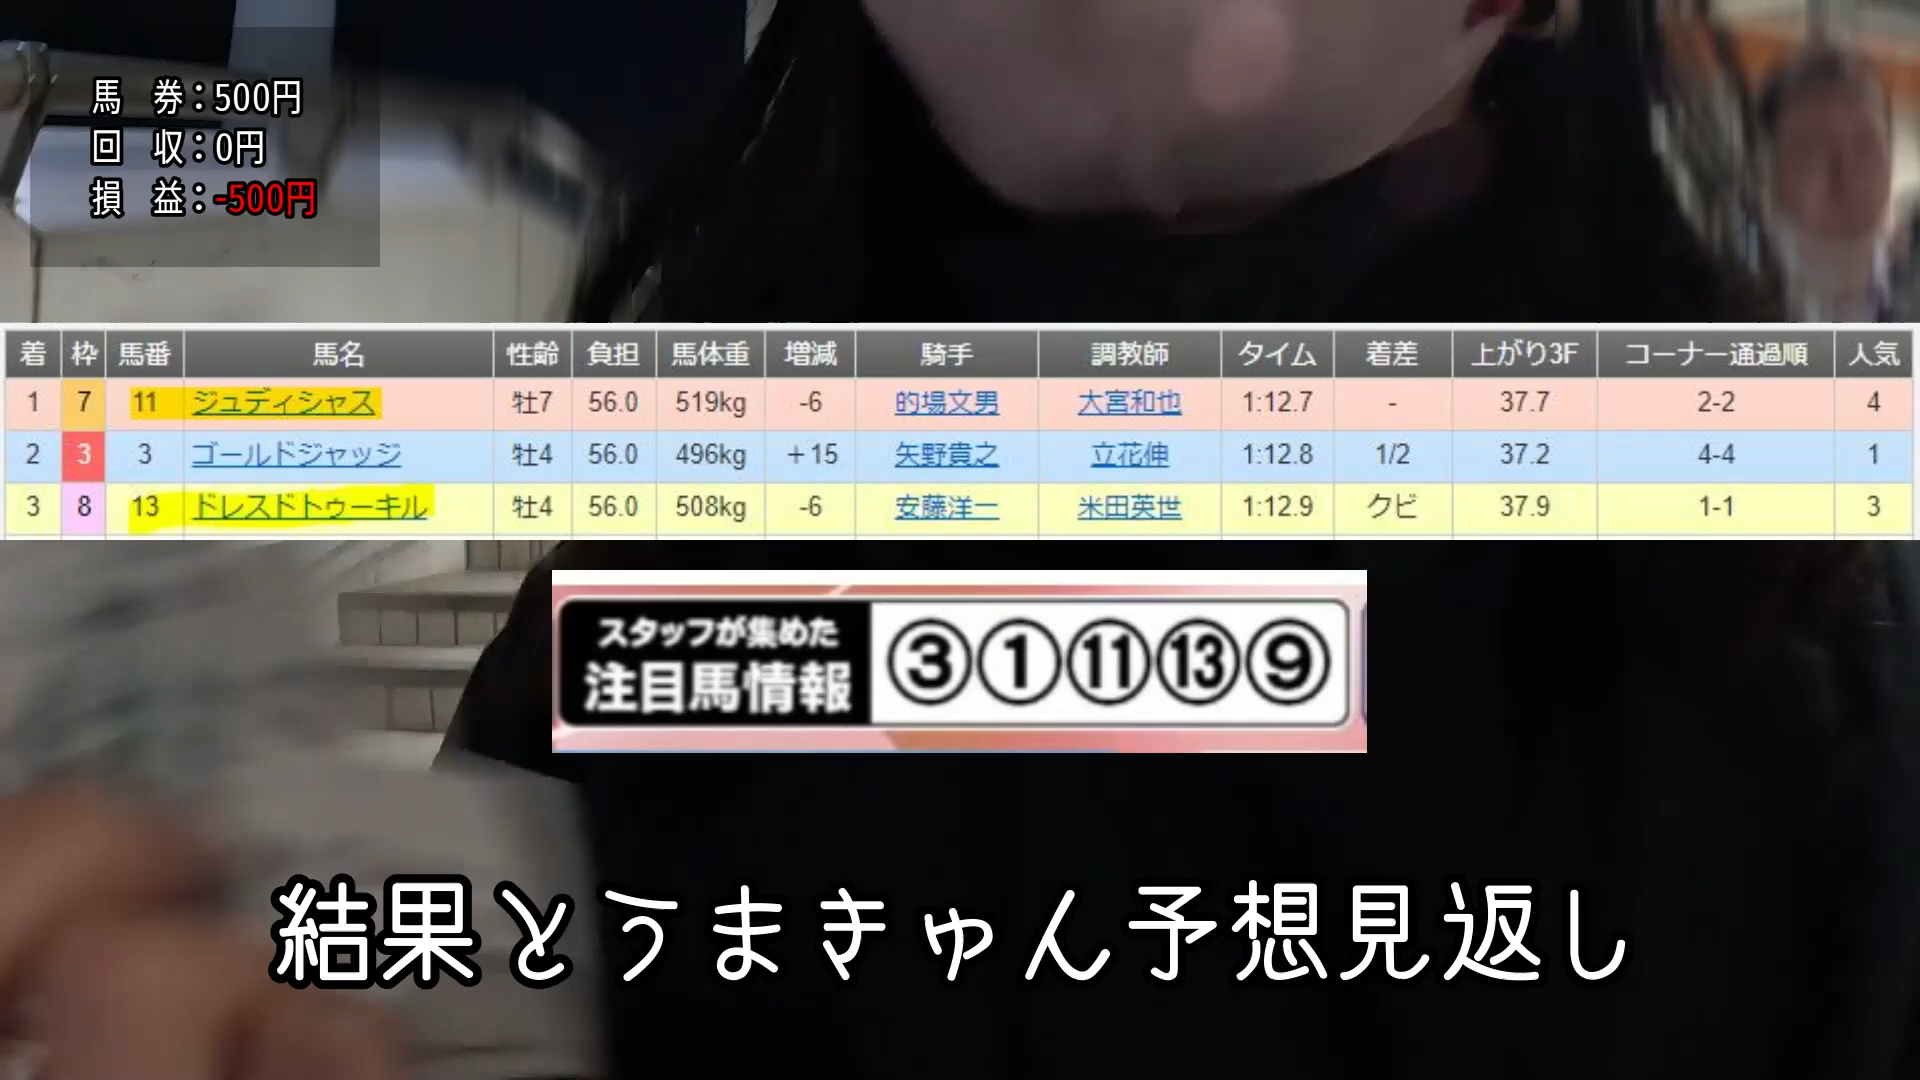 馬 券：500円
回 収：0円
損 益：-500円
着 枠 馬番 馬名 性齢 負担 馬体重 増減 騎手 調教師 タイム 着差 上がり3F コーナー通過順 人気
1 7 11 ジュディシャス 牡7 56.0 519kg -6 的場文男 大宮和也 1:12.7 - 37.7 2-2 4
2 3 3 ゴールドジャッジ 牡4 56.0 496kg +15 矢野貴之 立花伸 1:12.8 1/2 37.2 4-4 1
3 8 13 ドレスドトゥーキル 牡4 56.0 508kg -6 安藤洋一 米田英世 1:12.9 クビ 37.9 1-1 3
スタッフが集めた
注目馬情報 ③①⑪⑬⑨
結果とうまきゅん予想見返し